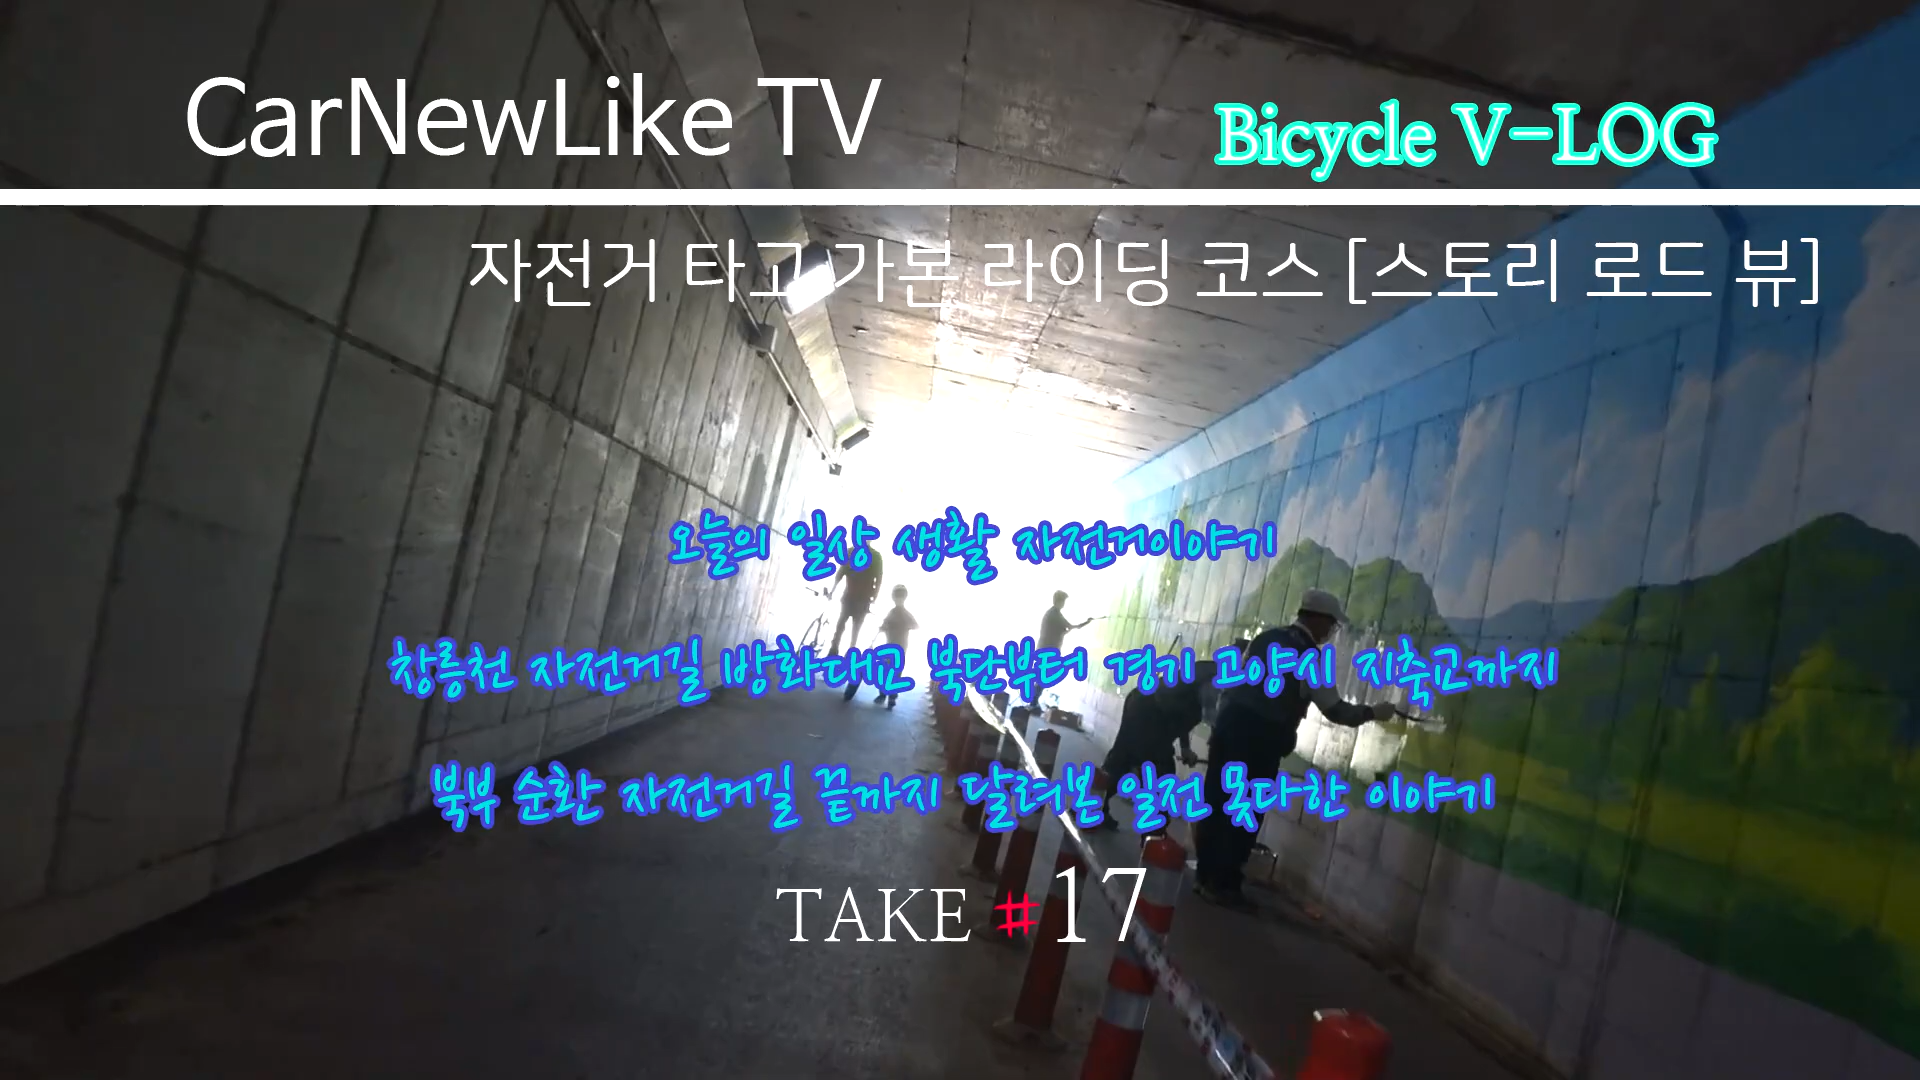 CarNewLike TV
Bicycle V-LOG
자전거 타고 가본 라이딩 코스 [스토리 로드 뷰]
오늘의 일상 생활 자전거이야기
창릉천 자전거길 방화대교 북단부터 경기 고양시 지축교까지
북부 순환 자전거길 끝까지 달려본 일전 못다한 이야기
TAKE #17